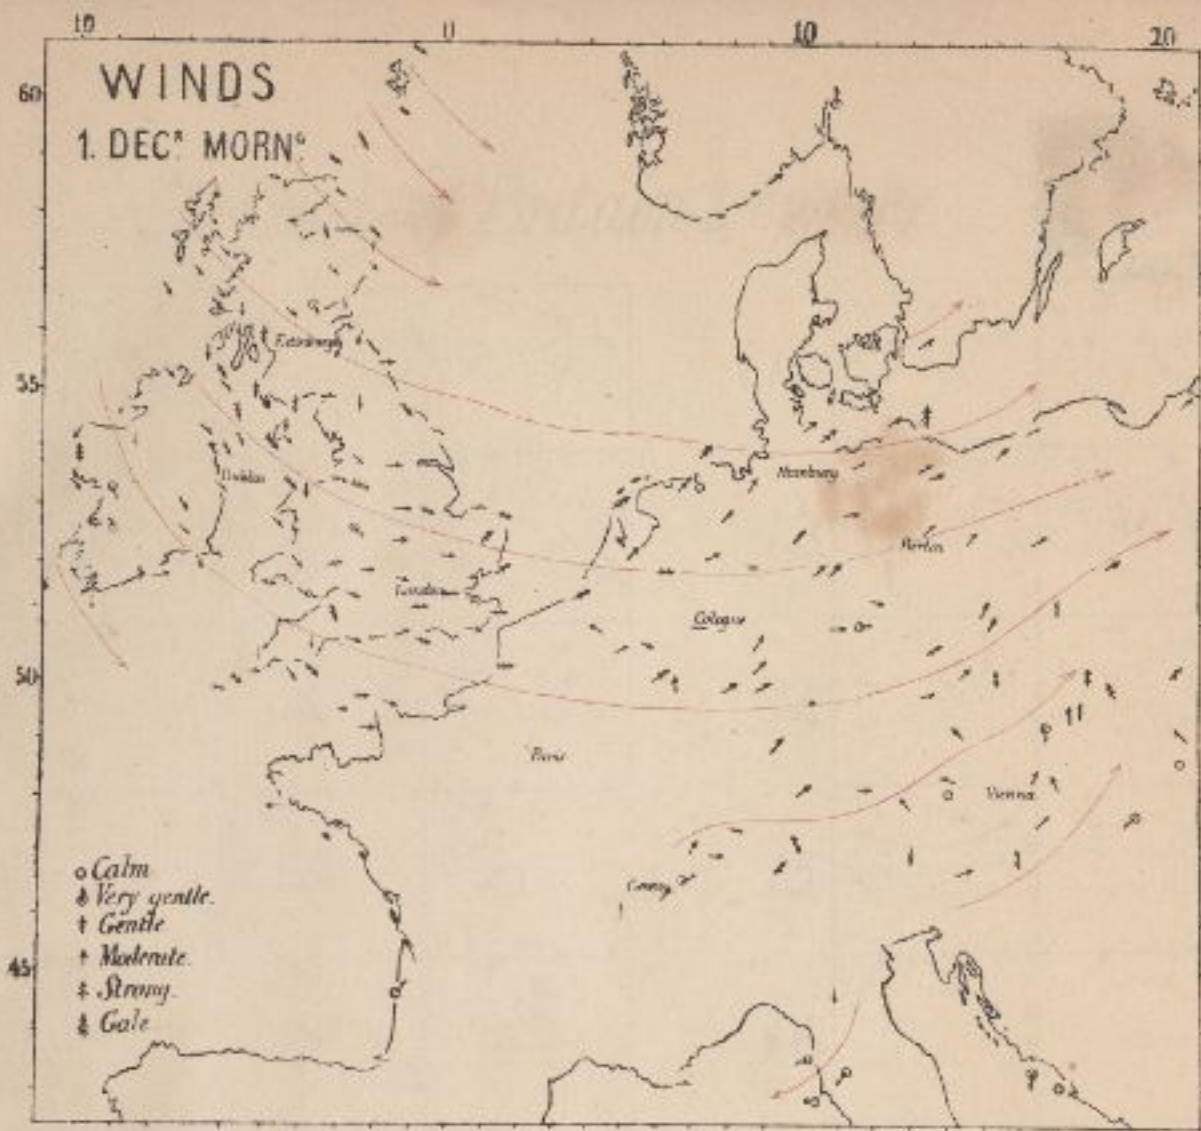 10 0 10 20
60
WINDS
1. DECR. MORNG.
55
Edinburgh
Dublin
Hamburg
Berlin
London
Cologne
50
Paris
Vienna
Calm
Very gentle.
Gentle
Moderate.
Strong.
Gale
45